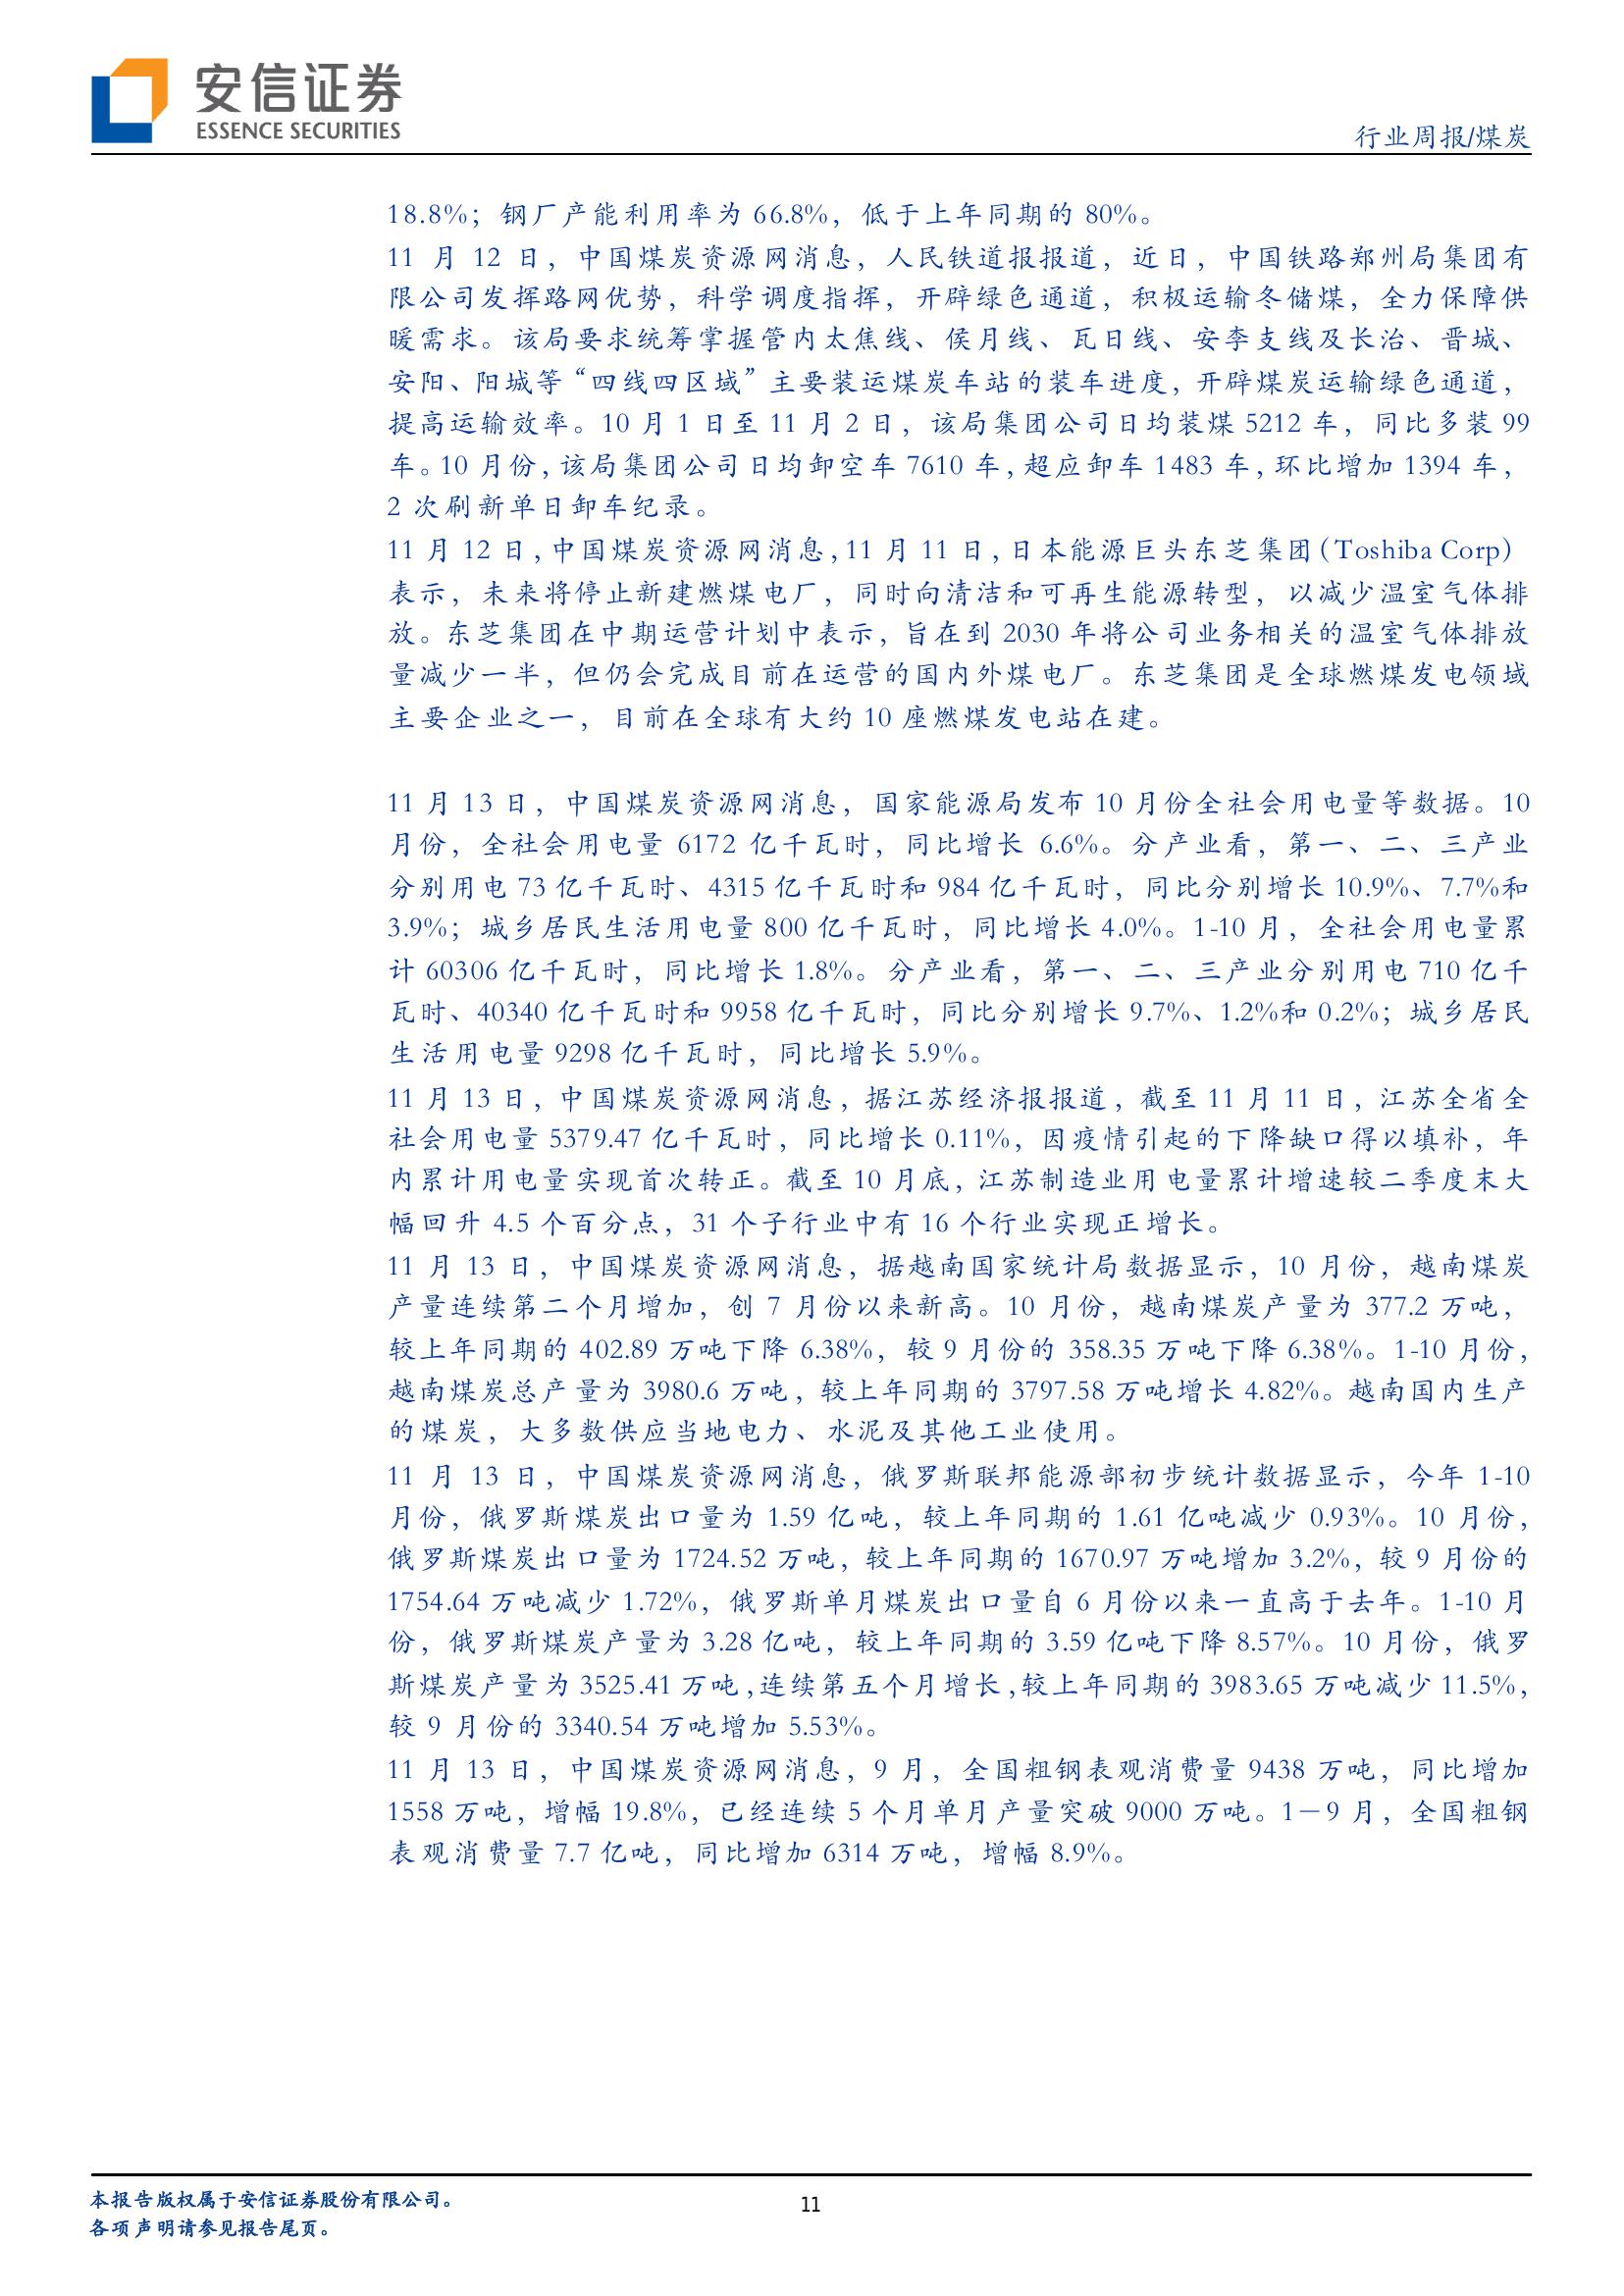 安信证券
ESSENCE SECURITIES
行业周报/煤炭
18.8%；钢厂产能利用率为 66.8%，低于上年同期的 80%。
11 月 12 日，中国煤炭资源网消息，人民铁道报报道，近日，中国铁路郑州局集团有
限公司发挥路网优势，科学调度指挥，开辟绿色通道，积极运输冬储煤，全力保障供
暖需求。该局要求统筹掌握管内太焦线、侯月线、瓦日线、安李支线及长治、晋城、
安阳、阳城等“四线四区域”主要装运煤炭车站的装车进度，开辟煤炭运输绿色通道，
提高运输效率。10 月 1 日至 11 月 2 日，该局集团公司日均装煤 5212 车，同比多装 99
车。10 月份，该局集团公司日均卸空车 7610 车，超应卸车 1483 车，环比增加 1394 车，
2 次刷新单日卸车纪录。
11 月 12 日，中国煤炭资源网消息，11 月 11 日，日本能源巨头东芝集团（Toshiba Corp）
表示，未来将停止新建燃煤电厂，同时向清洁和可再生能源转型，以减少温室气体排
放。东芝集团在中期运营计划中表示，旨在到 2030 年将公司业务相关的温室气体排放
量减少一半，但仍会完成目前在运营的国内外煤电厂。东芝集团是全球燃煤发电领域
主要企业之一，目前在全球有大约 10 座燃煤发电站在建。
11 月 13 日，中国煤炭资源网消息，国家能源局发布 10 月份全社会用电量等数据。10
月份，全社会用电量 6172 亿千瓦时，同比增长 6.6%。分产业看，第一、二、三产业
分别用电 73 亿千瓦时、4315 亿千瓦时和 984 亿千瓦时，同比分别增长 10.9%、7.7%和
3.9%；城乡居民生活用电量 800 亿千瓦时，同比增长 4.0%。1-10 月，全社会用电量累
计 60306 亿千瓦时，同比增长 1.8%。分产业看，第一、二、三产业分别用电 710 亿千
瓦时、40340 亿千瓦时和 9958 亿千瓦时，同比分别增长 9.7%、1.2%和 0.2%；城乡居民
生活用电量 9298 亿千瓦时，同比增长 5.9%。
11 月 13 日，中国煤炭资源网消息，据江苏经济报报道，截至 11 月 11 日，江苏全省全
社会用电量 5379.47 亿千瓦时，同比增长 0.11%，因疫情引起的下降缺口得以填补，年
内累计用电量实现首次转正。截至 10 月底，江苏制造业用电量累计增速较二季度末大
幅回升 4.5 个百分点，31 个子行业中有 16 个行业实现正增长。
11 月 13 日，中国煤炭资源网消息，据越南国家统计局数据显示，10 月份，越南煤炭
产量连续第二个月增加，创 7 月份以来新高。10 月份，越南煤炭产量为 377.2 万吨，
较上年同期的 402.89 万吨下降 6.38%，较 9 月份的 358.35 万吨下降 6.38%。1-10 月份，
越南煤炭总产量为 3980.6 万吨，较上年同期的 3797.58 万吨增长 4.82%。越南国内生产
的煤炭，大多数供应当地电力、水泥及其他工业使用。
11 月 13 日，中国煤炭资源网消息，俄罗斯联邦能源部初步统计数据显示，今年 1-10
月份，俄罗斯煤炭出口量为 1.59 亿吨，较上年同期的 1.61 亿吨减少 0.93%。10 月份，
俄罗斯煤炭出口量为 1724.52 万吨，较上年同期的 1670.97 万吨增加 3.2%，较 9 月份的
1754.64 万吨减少 1.72%，俄罗斯单月煤炭出口量自 6 月份以来一直高于去年。1-10 月
份，俄罗斯煤炭产量为 3.28 亿吨，较上年同期的 3.59 亿吨下降 8.57%。10 月份，俄罗
斯煤炭产量为 3525.41 万吨，连续第五个月增长，较上年同期的 3983.65 万吨减少 11.5%，
较 9 月份的 3340.54 万吨增加 5.53%。
11 月 13 日，中国煤炭资源网消息，9 月，全国粗钢表观消费量 9438 万吨，同比增加
1558 万吨，增幅 19.8%，已经连续 5 个月单月产量突破 9000 万吨。1－9 月，全国粗钢
表观消费量 7.7 亿吨，同比增加 6314 万吨，增幅 8.9%。
本报告版权属于安信证券股份有限公司。
各项声明请参见报告尾页。
11